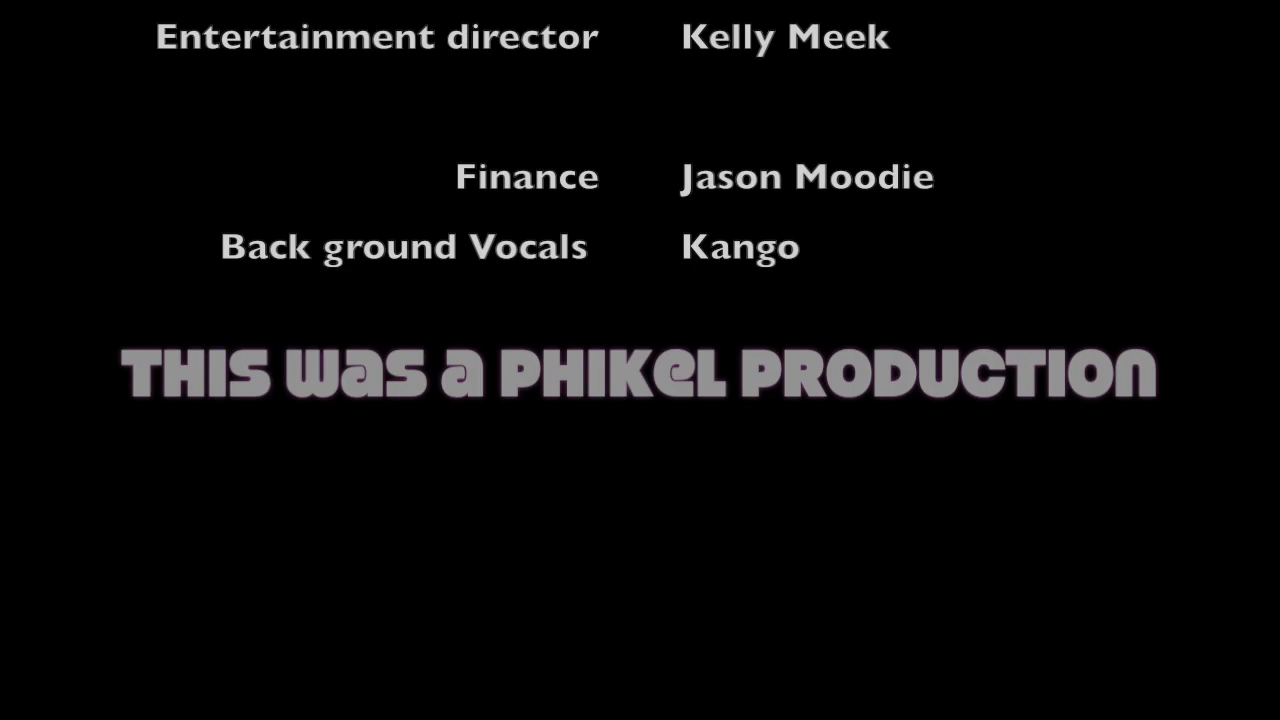 Entertainment director Kelly Meek
Finance Jason Moodie
Back ground Vocals Kango
THIS was a PHIKeL PRODUCTION